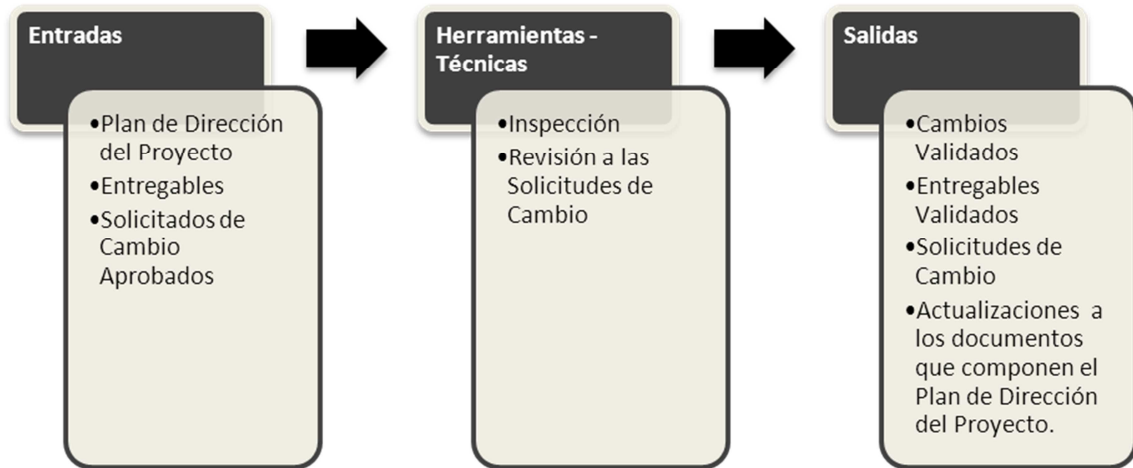 Entradas
•Plan de Dirección
del Proyecto
•Entregables
•Solicitados de
Cambio
Aprobados
Herramientas -
Técnicas
•Inspección
•Revisión a las
Solicitudes de
Cambio
Salidas
•Cambios
Validados
•Entregables
Validados
•Solicitudes de
Cambio
•Actualizaciones a
los documentos
que componen el
Plan de Dirección
del Proyecto.